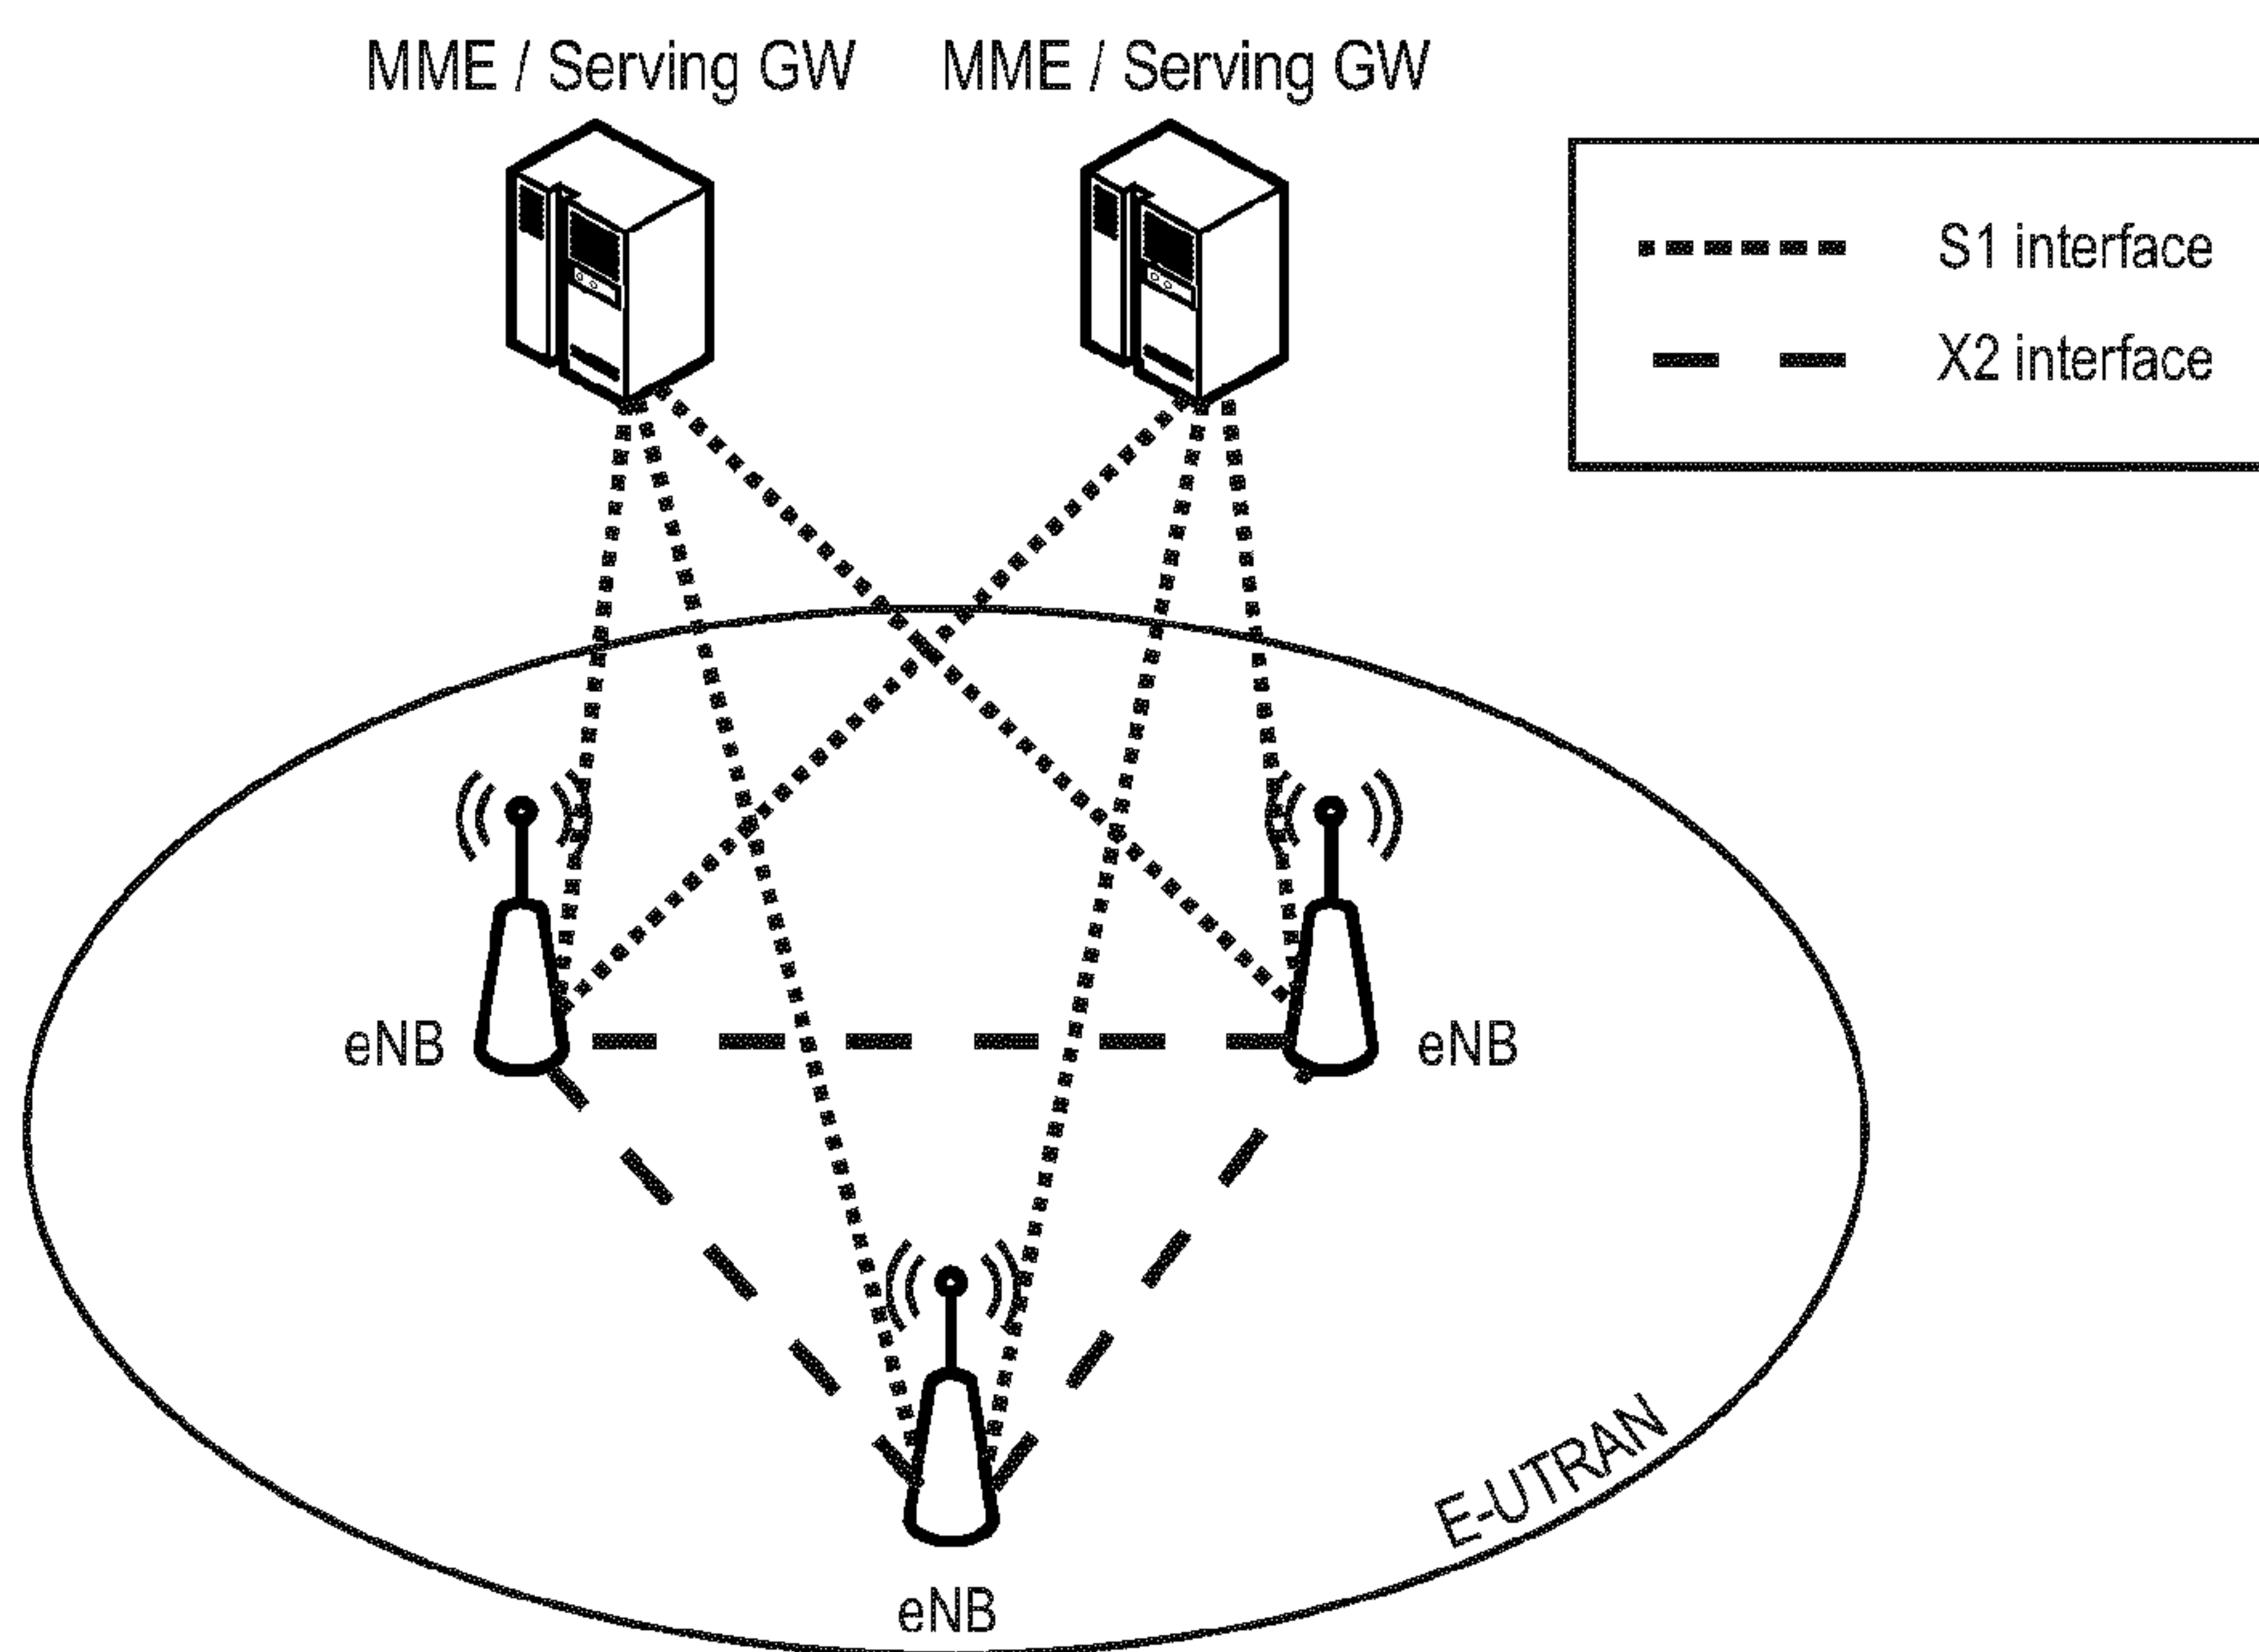 MME / Serving GW
MME / Serving GW
S1 interface
X2 interface
eNB
eNB
E-UTRAN
eNB